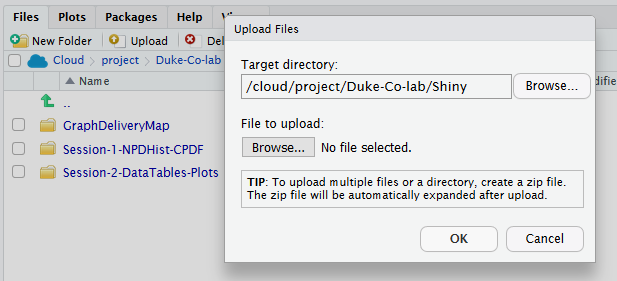 Files Plots Packages Help
New Folder Upload
Cloud project Duke-Co-lab
Name
..
GraphDeliveryMap
Session-1-NPDHist-CPDF
Session-2-DataTables-Plots
Upload Files
Target directory:
/cloud/project/Duke-Co-lab/Shiny Browse...
File to upload:
Browse... No file selected.
TIP: To upload multiple files or a directory, create a zip file.
The zip file will be automatically expanded after upload.
OK Cancel